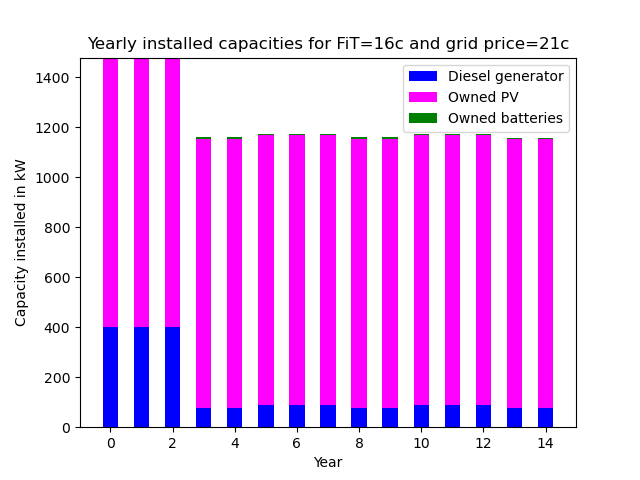 Yearly installed capacities for FiT=16c and grid price=21c
Diesel generator
Owned PV
Owned batteries
Capacity installed in kW
1400
1200
1000
800
600
400
200
0
0 2 4 6 8 10 12 14
Year